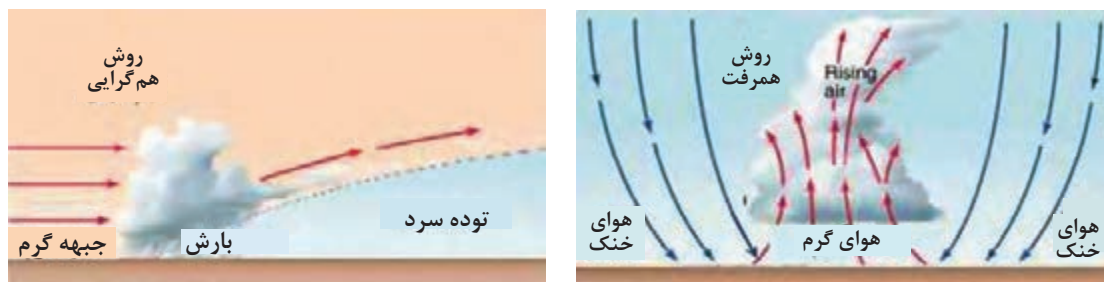 روش
همرفت
Rising
air
هوای
خنک
هوای گرم
هوای
خنک
روش
هم‌گرایی
توده سرد
بارش
جبهه گرم